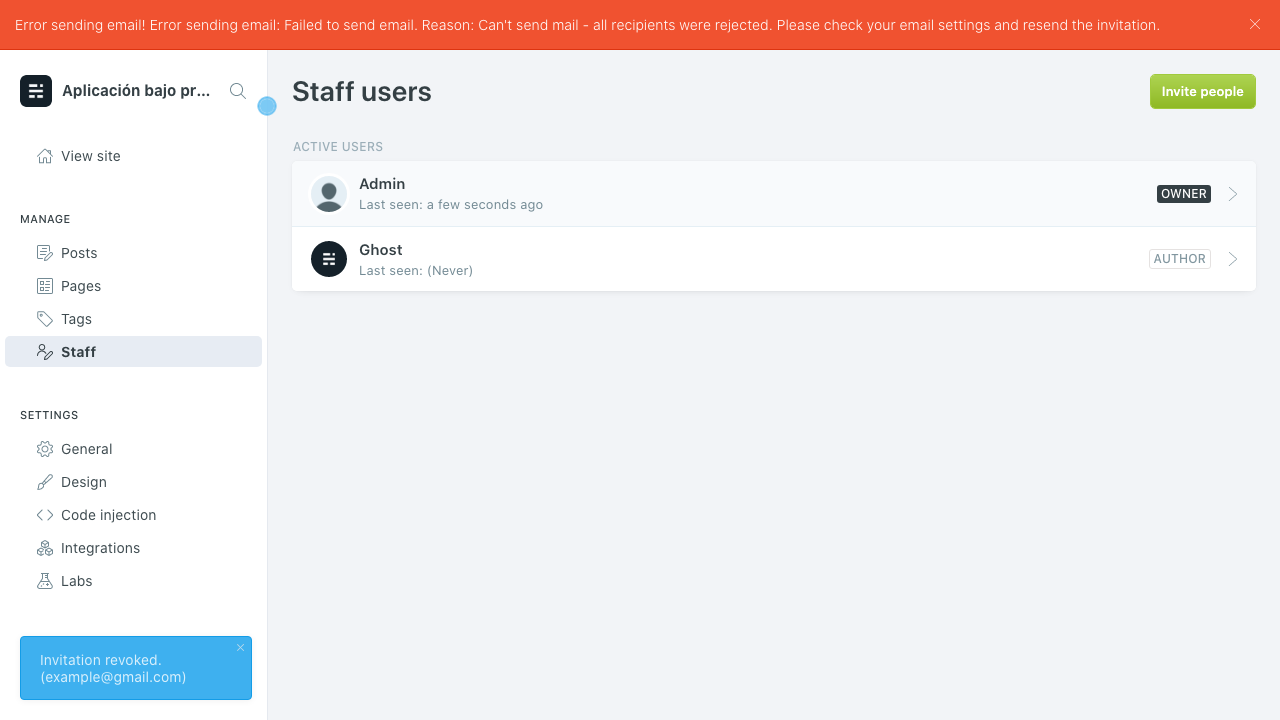 Error sending email! Error sending email: Failed to send email. Reason: Can't send mail - all recipients were rejected. Please check your email settings and resend the invitation.
Aplicación bajo pr...
Staff users
Invite people
View site
ACTIVE USERS
Admin
Last seen: a few seconds ago
OWNER
Ghost
Last seen: (Never)
AUTHOR
MANAGE
Posts
Pages
Tags
Staff
SETTINGS
General
Design
Code injection
Integrations
Labs
Invitation revoked.
(example@gmail.com)